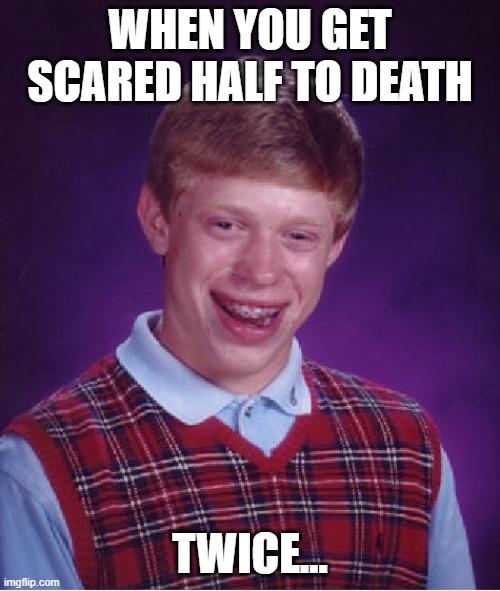 WHEN YOU GET
SCARED HALF TO DEATH
TWICE...
imgflip.com